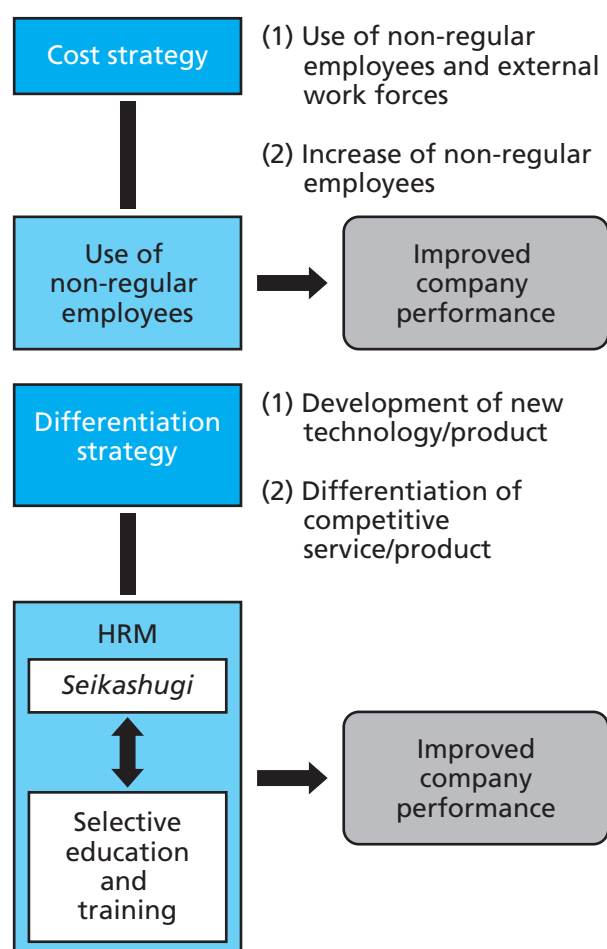 Cost strategy
(1) Use of non-regular
employees and external
work forces
(2) Increase of non-regular
employees
Use of
non-regular
employees
Improved
company
performance
Differentiation
strategy
(1) Development of new
technology/product
(2) Differentiation of
competitive
service/product
HRM
Seikashugi
Selective
education
and
training
Improved
company
performance